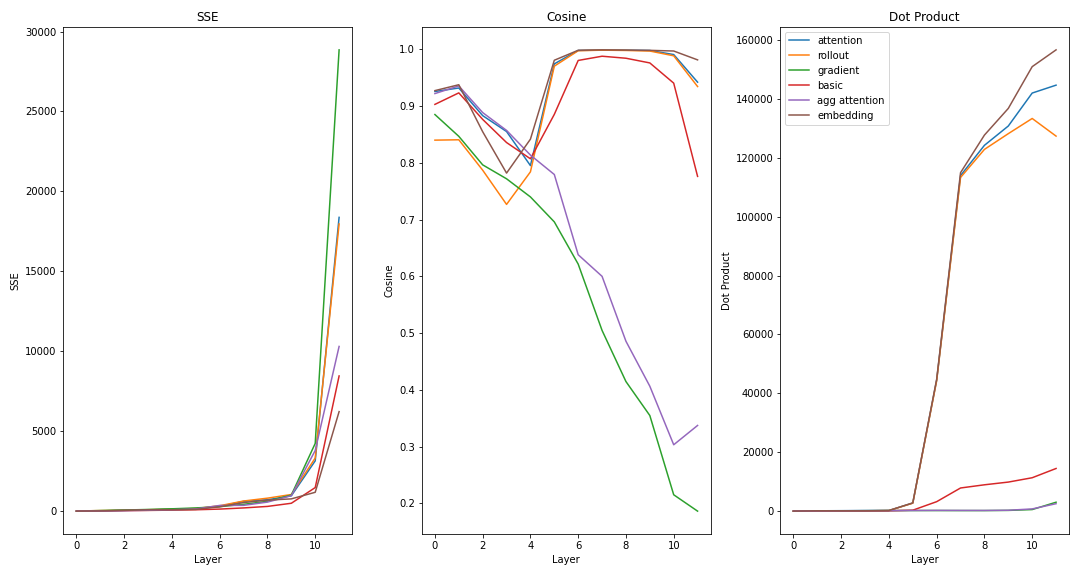 SSE
30000
25000
20000
15000
10000
5000
0
SSE
0 2 4 6 8 10
Layer
Cosine
1.0
0.9
0.8
0.7
0.6
0.5
0.4
0.3
0.2
Cosine
0 2 4 6 8 10
Layer
Dot Product
160000
140000
120000
100000
80000
60000
40000
20000
0
Dot Product
0 2 4 6 8 10
Layer
attention
rollout
gradient
basic
agg attention
embedding